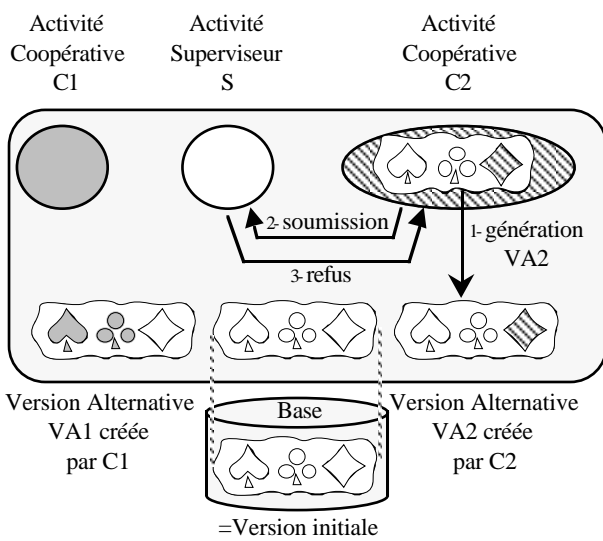 Activité
Coopérative
C1
Activité
Superviseur
S
Activité
Coopérative
C2
2- soumission
3- refus
1- génération
VA2
Version Alternative
VA1 créée
par C1
Base
Version Alternative
VA2 créée
par C2
=Version initiale